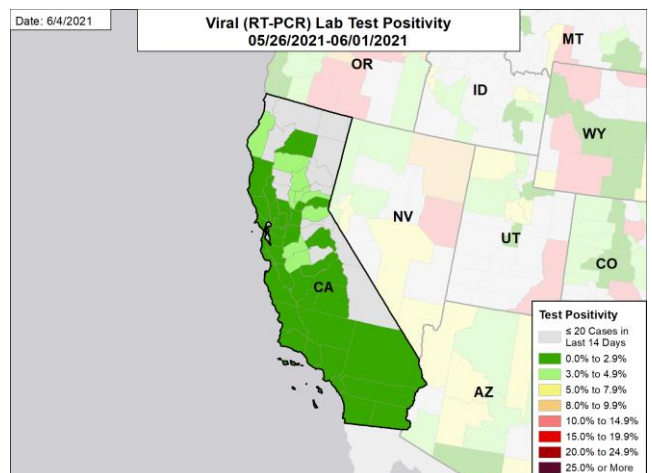 Date: 6/4/2021
Viral (RT-PCR) Lab Test Positivity
05/26/2021-06/01/2021
MT
OR
ID
WY
NV
UT
CO
CA
AZ
Test Positivity
≤ 20 Cases in
Last 14 Days
0.0% to 2.9%
3.0% to 4.9%
5.0% to 7.9%
8.0% to 9.9%
10.0% to 14.9%
15.0% to 19.9%
20.0% to 24.9%
25.0% or More